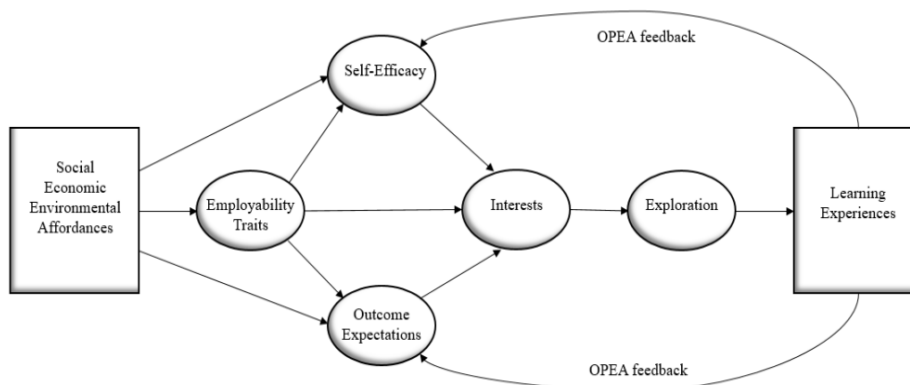 OPEA feedback
Self-Efficacy
Social
Economic
Environmental
Affordances
Employability
Traits
Interests
Exploration
Learning
Experiences
Outcome
Expectations
OPEA feedback